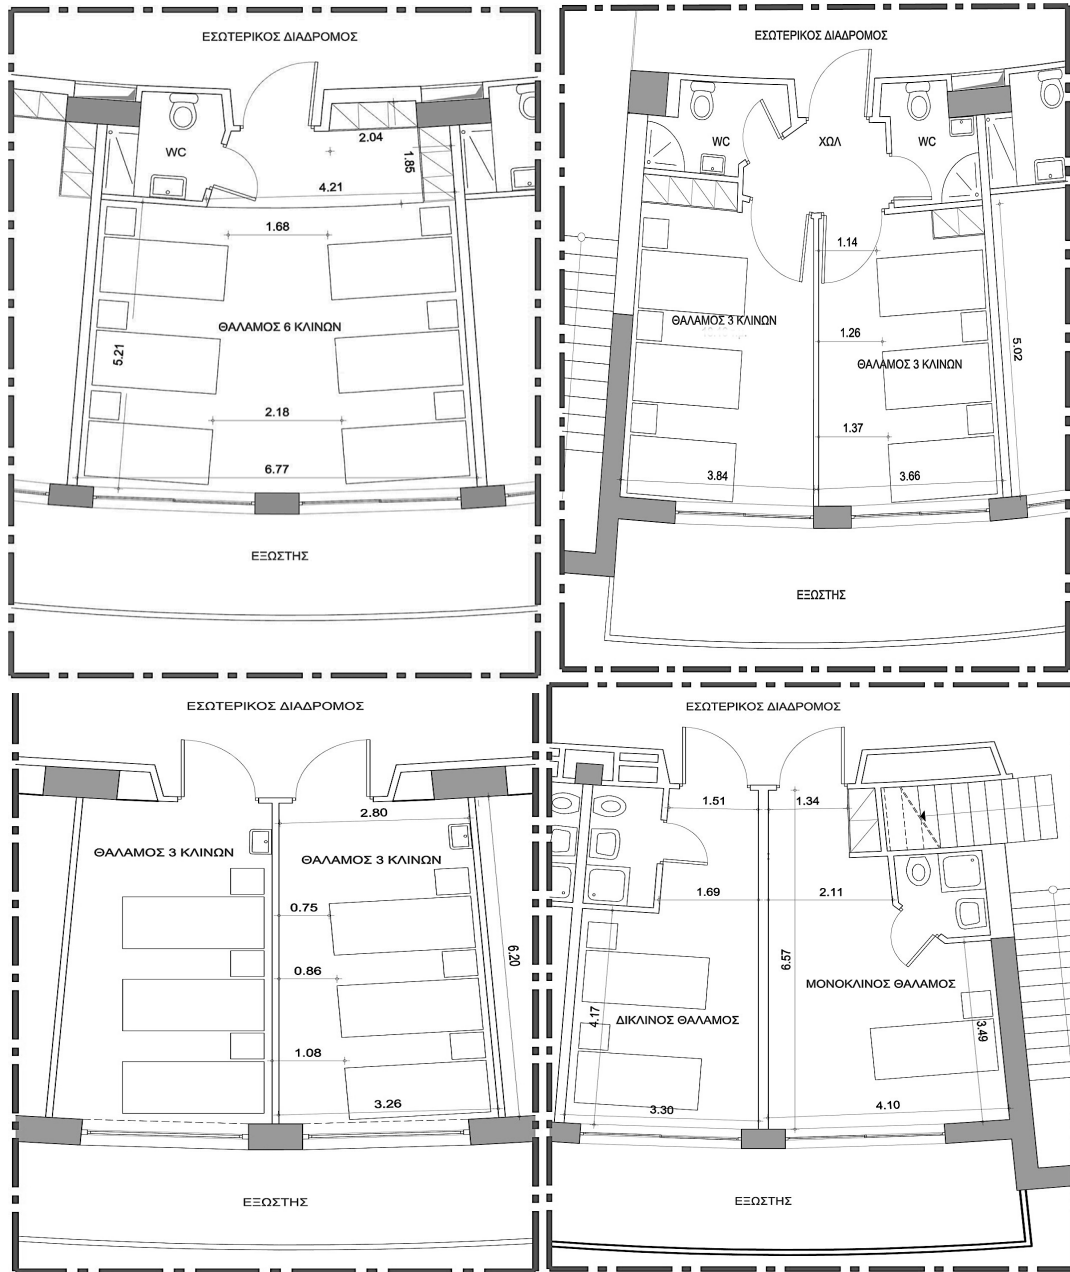 ΕΣΩΤΕΡΙΚΟΣ ΔΙΑΔΡΟΜΟΣ
WC
2.04
1.85
4.21
1.68
ΘΑΛΑΜΟΣ 6 ΚΛΙΝΩΝ
5.21
2.18
6.77
ΕΞΩΣΤΗΣ
ΕΣΩΤΕΡΙΚΟΣ ΔΙΑΔΡΟΜΟΣ
WC
ΧΩΛ
WC
1.14
ΘΑΛΑΜΟΣ 3 ΚΛΙΝΩΝ
1.26
5.02
ΘΑΛΑΜΟΣ 3 ΚΛΙΝΩΝ
1.37
3.84
3.66
ΕΞΩΣΤΗΣ
ΕΣΩΤΕΡΙΚΟΣ ΔΙΑΔΡΟΜΟΣ
2.80
ΘΑΛΑΜΟΣ 3 ΚΛΙΝΩΝ
ΘΑΛΑΜΟΣ 3 ΚΛΙΝΩΝ
0.75
6.20
0.86
1.08
3.26
ΕΞΩΣΤΗΣ
ΕΣΩΤΕΡΙΚΟΣ ΔΙΑΔΡΟΜΟΣ
1.51
1.34
1.69
2.11
6.57
ΜΟΝΟΚΛΙΝΟΣ ΘΑΛΑΜΟΣ
4.17
ΔΙΚΛΙΝΟΣ ΘΑΛΑΜΟΣ
3.49
3.30
4.10
ΕΞΩΣΤΗΣ